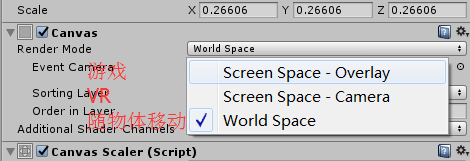 Scale X 0.26606 Y 0.26606 Z 0.26606
Canvas
Render Mode World Space
Event Camera 游戏 Screen Space - Overlay
Sorting Layer VR Screen Space - Camera
Order in Layer 随物体移动 World Space
Additional Shader Channels
Canvas Scaler (Script)